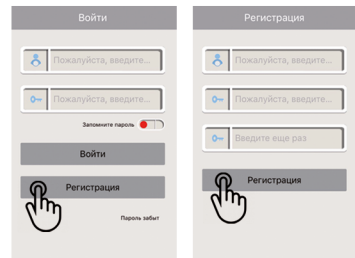 Войти
Пожалуйста, введите...
Пожалуйста, введите...
Запомните пароль
Войти
Регистрация
Пароль забыт
Регистрация
Пожалуйста, введите...
Пожалуйста, введите...
Введите еще раз
Регистрация